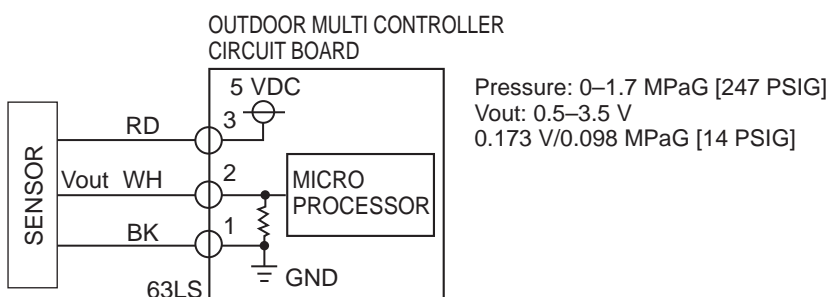 OUTDOOR MULTI CONTROLLER
CIRCUIT BOARD
5 VDC
Pressure: 0–1.7 MPaG [247 PSIG]
Vout: 0.5–3.5 V
0.173 V/0.098 MPaG [14 PSIG]
SENSOR
RD
3
Vout WH
2
MICRO
PROCESSOR
BK
1
GND
63LS